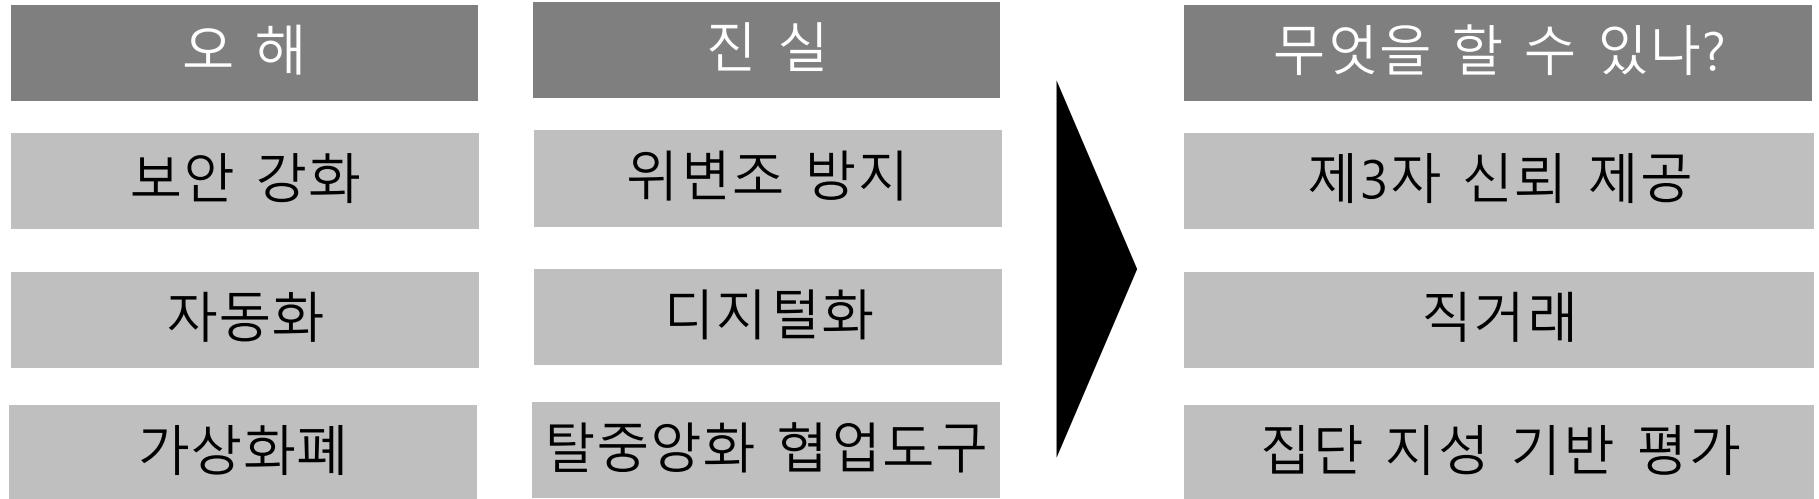 오 해
진 실
무엇을 할 수 있나?
보안 강화
위변조 방지
제3자 신뢰 제공
자동화
디지털화
직거래
가상화폐
탈중앙화 협업도구
집단 지성 기반 평가